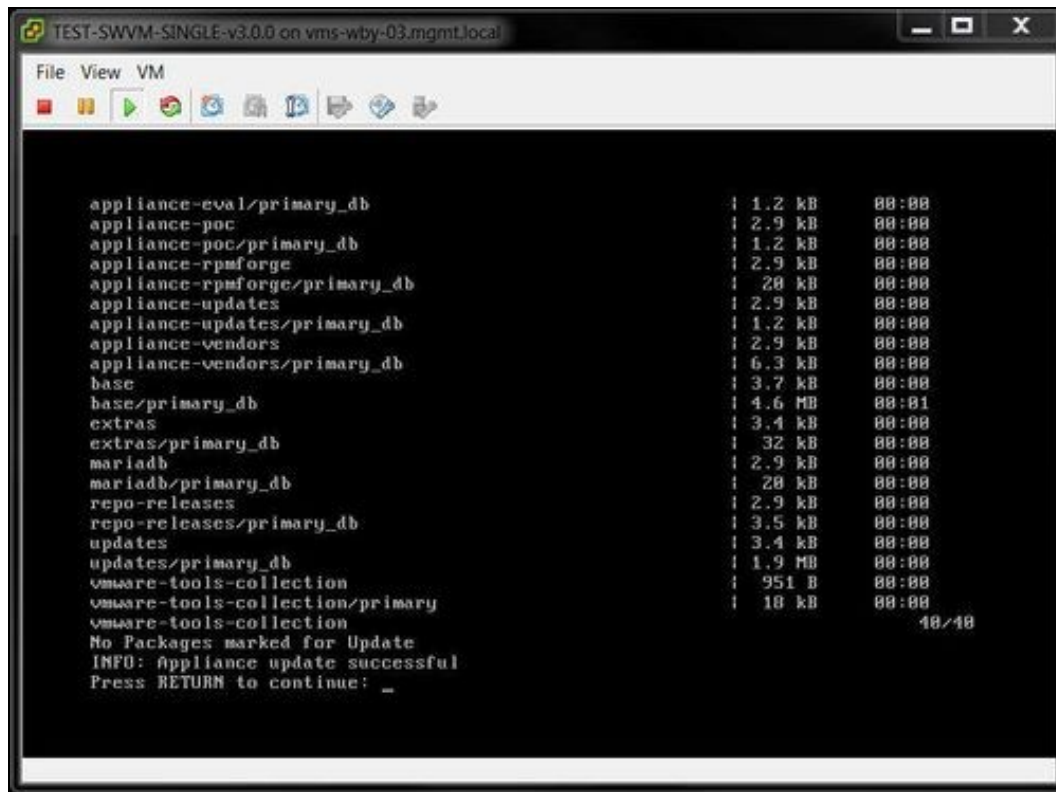 TEST-SWVM-SINGLE-v3.0.0 on vms-wby-03.mgmt.local
File View VM
appliance-eval/primary_db | 1.2 kB 00:00
appliance-poc | 2.9 kB 00:00
appliance-poc/primary_db | 1.2 kB 00:00
appliance-rpmforge | 2.9 kB 00:00
appliance-rpmforge/primary_db | 20 kB 00:00
appliance-updates | 2.9 kB 00:00
appliance-updates/primary_db | 1.2 kB 00:00
appliance-vendors | 2.9 kB 00:00
appliance-vendors/primary_db | 6.3 kB 00:00
base | 3.7 kB 00:00
base/primary_db | 4.6 MB 00:01
extras | 3.4 kB 00:00
extras/primary_db | 32 kB 00:00
mariadb | 2.9 kB 00:00
mariadb/primary_db | 20 kB 00:00
repo-releases | 2.9 kB 00:00
repo-releases/primary_db | 3.5 kB 00:00
updates | 3.4 kB 00:00
updates/primary_db | 1.9 MB 00:00
vmware-tools-collection | 951 B 00:00
vmware-tools-collection/primary | 18 kB 00:00
vmware-tools-collection 40/40
No Packages marked for Update
INFO: Appliance update successful
Press RETURN to continue: _